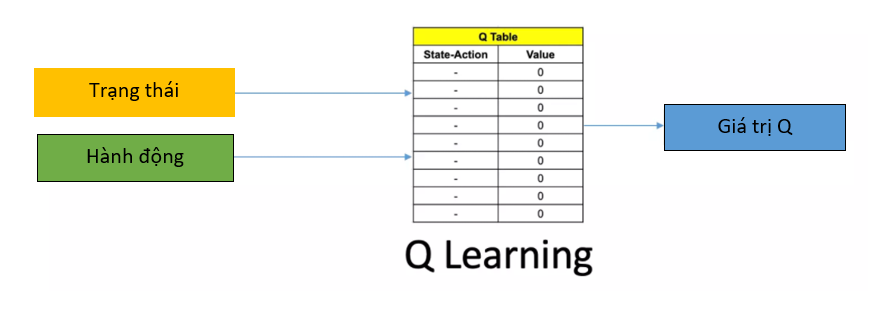 Trạng thái
Hành động
Q Table
State-Action Value
- 0
- 0
- 0
- 0
- 0
- 0
- 0
- 0
- 0
Giá trị Q
Q Learning